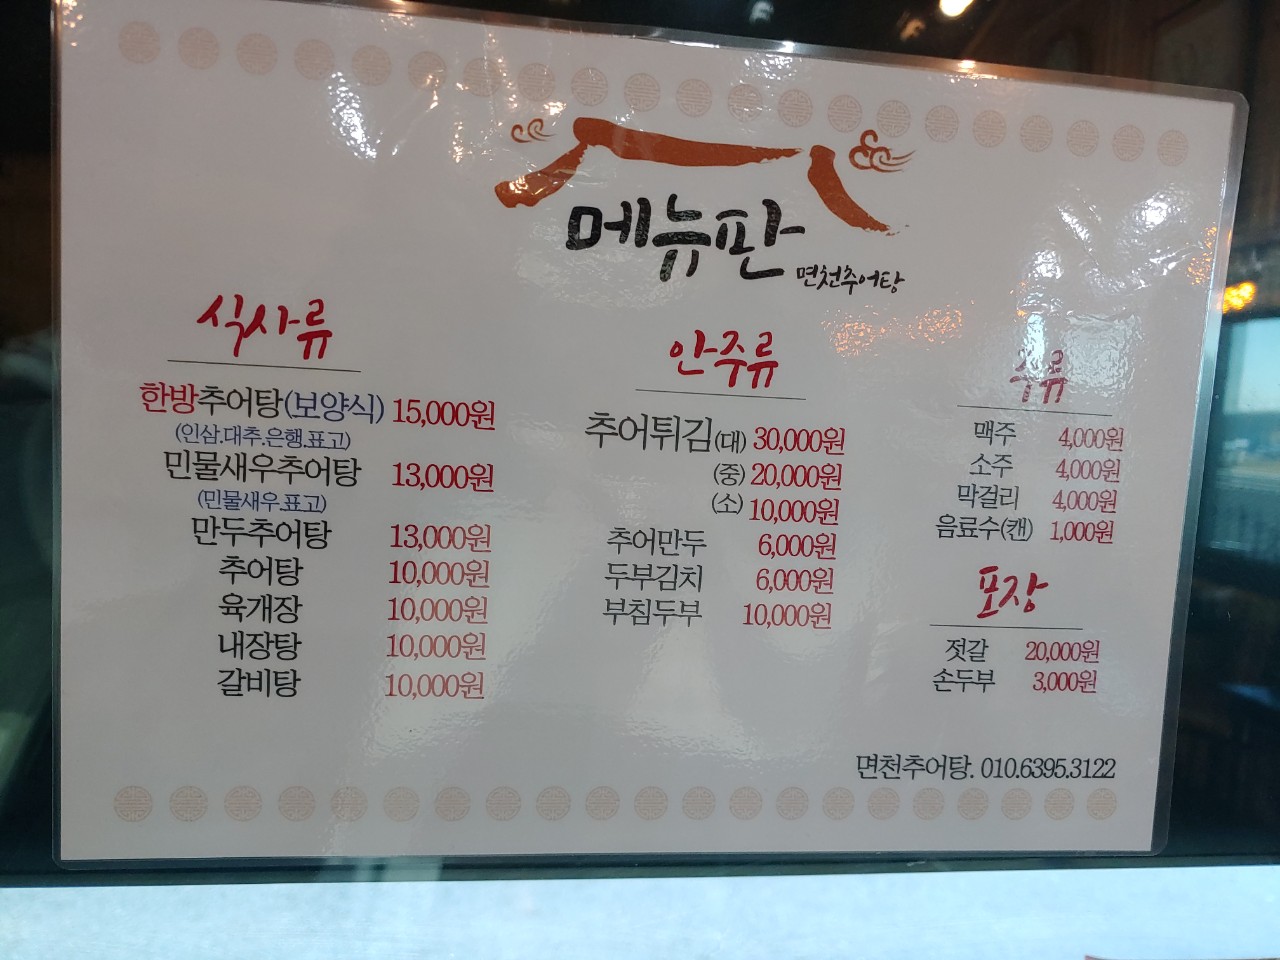 메뉴판
면천추어탕
식사류
한방추어탕(보양식) 15,000원
(인삼.대추.은행.표고)
민물새우추어탕 13,000원
(민물새우.표고)
만두추어탕 13,000원
추어탕 10,000원
육개장 10,000원
내장탕 10,000원
갈비탕 10,000원
안주류
추어튀김(대) 30,000원
(중) 20,000원
(소) 10,000원
추어만두 6,000원
두부김치 6,000원
부침두부 10,000원
주류
맥주 4,000원
소주 4,000원
막걸리 4,000원
음료수(캔) 1,000원
포장
젓갈 20,000원
손두부 3,000원
면천추어탕. 010.6395.3122